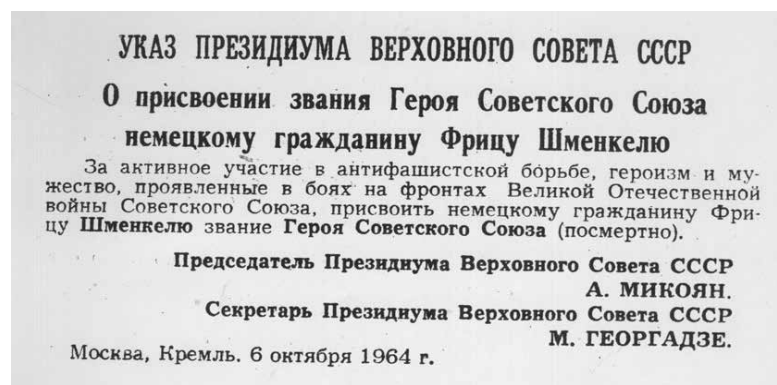 УКАЗ ПРЕЗИДИУМА ВЕРХОВНОГО СОВЕТА СССР
О присвоении звания Героя Советского Союза
немецкому гражданину Фрицу Шменкелю
За активное участие в антифашистской борьбе, героизм и му-
жество, проявленные в боях на фронтах Великой Отечественной
войны Советского Союза, присвоить немецкому гражданину Фри-
цу Шменкелю звание Героя Советского Союза (посмертно).
Председатель Президиума Верховного Совета СССР
А. МИКОЯН.
Секретарь Президиума Верховного Совета СССР
М. ГЕОРГАДЗЕ.
Москва, Кремль. 6 октября 1964 г.